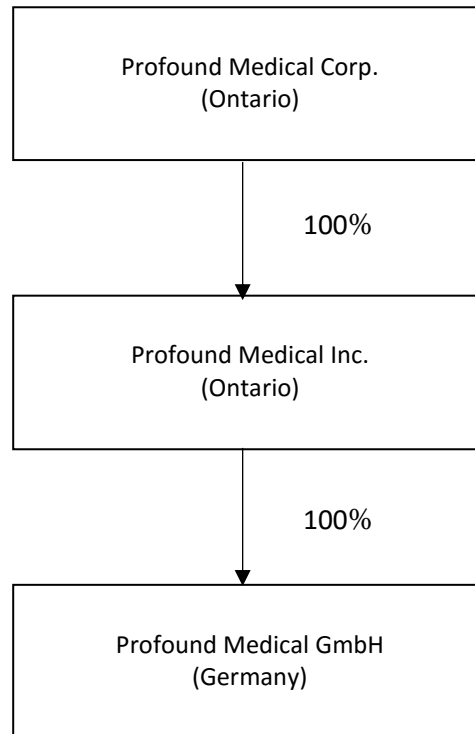 Profound Medical Corp.
(Ontario)
100%
Profound Medical Inc.
(Ontario)
100%
Profound Medical GmbH
(Germany)